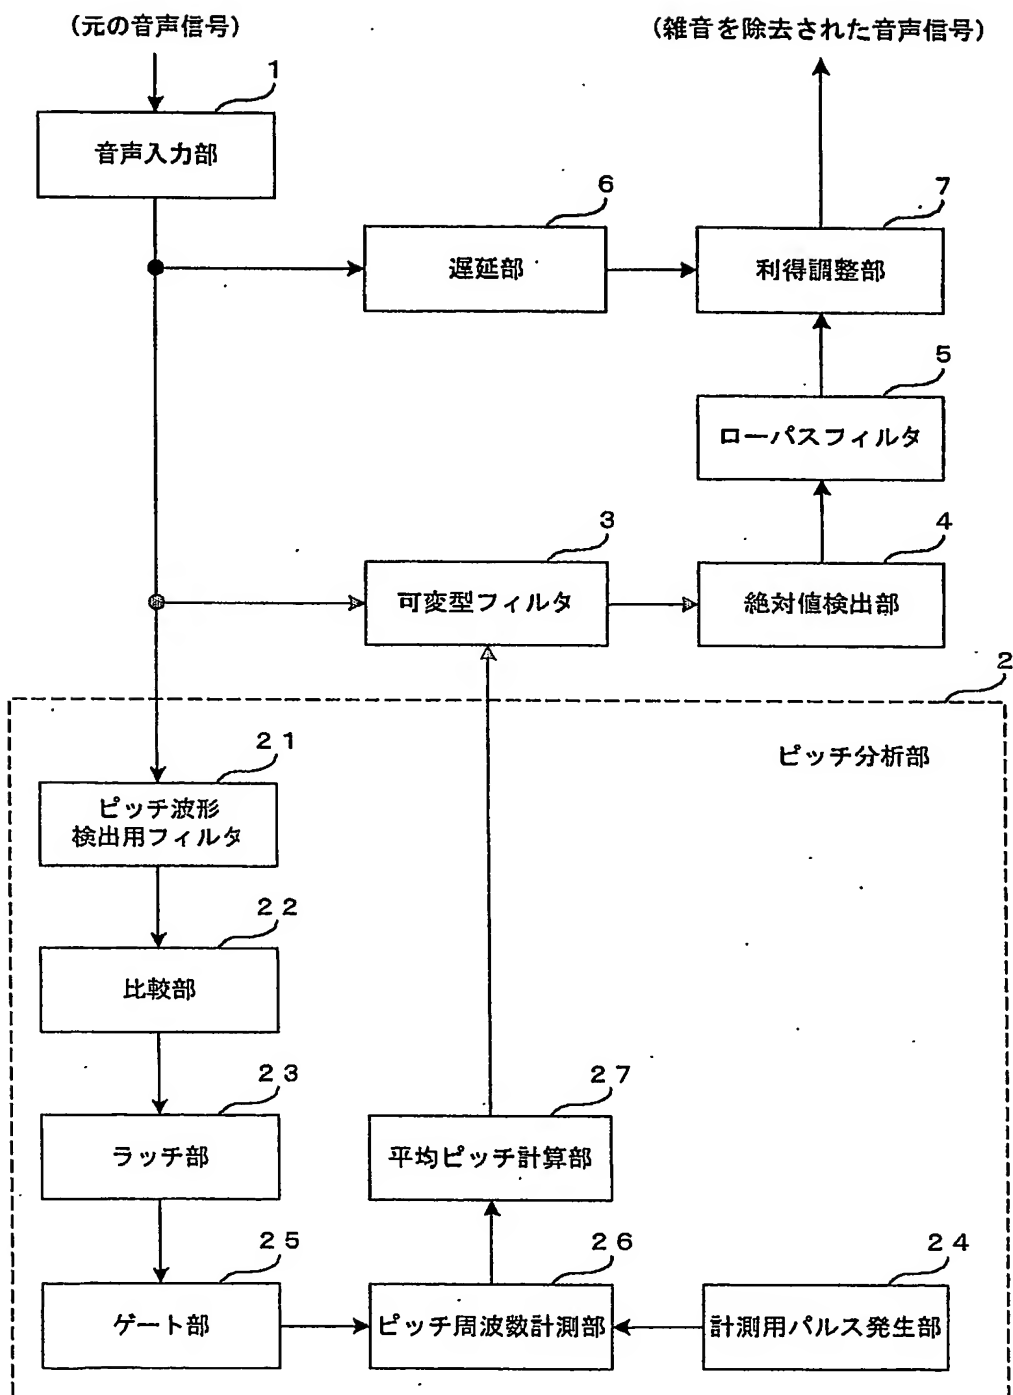 (元の音声信号)
(雑音を除去された音声信号)
1
音声入力部
6
遅延部
7
利得調整部
5
ローパスフィルタ
3
可変型フィルタ
4
絶対値検出部
2
ピッチ分析部
21
ピッチ波形
検出用フィルタ
22
比較部
23
ラッチ部
27
平均ピッチ計算部
25
ゲート部
26
ピッチ周波数計測部
24
計測用パルス発生部